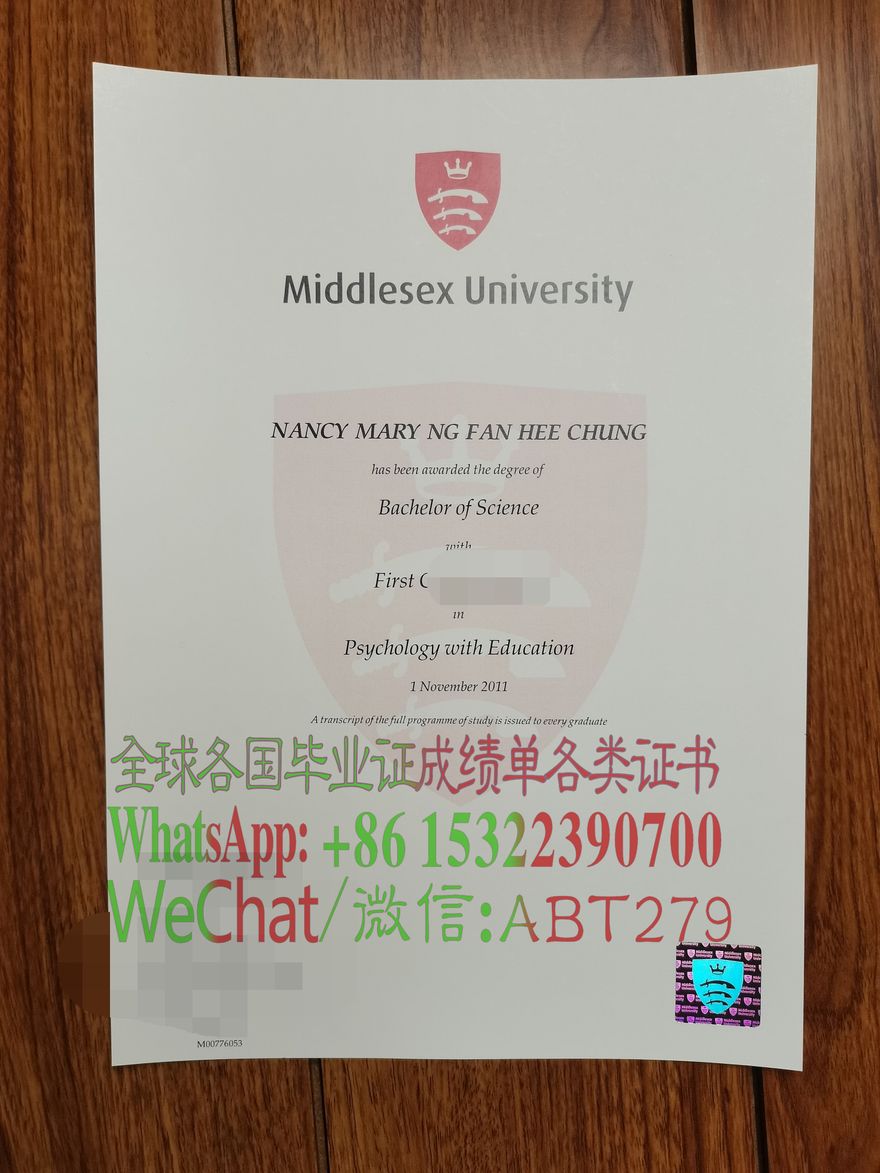 Middlesex University
NANCY MARY NG FAN HEE CHUNG
has been awarded the degree of
Bachelor of Science
with
First
in
Psychology with Education
1 November 2011
A transcript of the full programme of study is issued to every graduate
全球各国毕业证成绩单各类证书
WhatsApp: +86 15322390700
WeChat/微信:ABT279
Middlesex University
M00776053